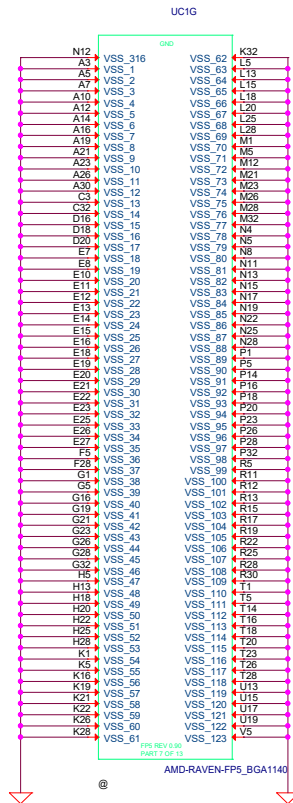 UC1G
GND
N12 VSS_316 VSS_62 K32
A3 VSS_1 VSS_63 L5
A5 VSS_2 VSS_64 L13
A7 VSS_3 VSS_65 L15
A10 VSS_4 VSS_66 L18
A12 VSS_5 VSS_67 L20
A14 VSS_6 VSS_68 L25
A16 VSS_7 VSS_69 L28
A19 VSS_8 VSS_70 M1
A21 VSS_9 VSS_71 M5
A23 VSS_10 VSS_72 M12
A26 VSS_11 VSS_73 M21
A30 VSS_12 VSS_74 M23
C3 VSS_13 VSS_75 M26
C32 VSS_14 VSS_76 M28
D16 VSS_15 VSS_77 M32
D18 VSS_16 VSS_78 N4
D20 VSS_17 VSS_79 N5
E7 VSS_18 VSS_80 N8
E8 VSS_19 VSS_81 N11
E10 VSS_20 VSS_82 N13
E11 VSS_21 VSS_83 N15
E12 VSS_22 VSS_84 N17
E13 VSS_23 VSS_85 N19
E14 VSS_24 VSS_86 N22
E15 VSS_25 VSS_87 N25
E16 VSS_26 VSS_88 N28
E18 VSS_27 VSS_89 P1
E19 VSS_28 VSS_90 P5
E20 VSS_29 VSS_91 P14
E21 VSS_30 VSS_92 P16
E22 VSS_31 VSS_93 P18
E23 VSS_32 VSS_94 P20
E25 VSS_33 VSS_95 P23
E26 VSS_34 VSS_96 P26
E27 VSS_35 VSS_97 P28
F5 VSS_36 VSS_98 P32
F28 VSS_37 VSS_99 R5
G1 VSS_38 VSS_100 R11
G5 VSS_39 VSS_101 R12
G16 VSS_40 VSS_102 R13
G19 VSS_41 VSS_103 R15
G21 VSS_42 VSS_104 R17
G23 VSS_43 VSS_105 R19
G26 VSS_44 VSS_106 R22
G28 VSS_45 VSS_107 R25
G32 VSS_46 VSS_108 R28
H5 VSS_47 VSS_109 R30
H13 VSS_48 VSS_110 T1
H18 VSS_49 VSS_111 T5
H20 VSS_50 VSS_112 T14
H22 VSS_51 VSS_113 T16
H25 VSS_52 VSS_114 T18
H28 VSS_53 VSS_115 T20
K1 VSS_54 VSS_116 T23
K5 VSS_55 VSS_117 T26
K16 VSS_56 VSS_118 T28
K19 VSS_57 VSS_119 U13
K21 VSS_58 VSS_120 U15
K22 VSS_59 VSS_121 U17
K26 VSS_60 VSS_122 U19
K28 VSS_61 VSS_123 V5
FP5 REV 0.90
PART 7 OF 13
AMD-RAVEN-FP5_BGA1140
@